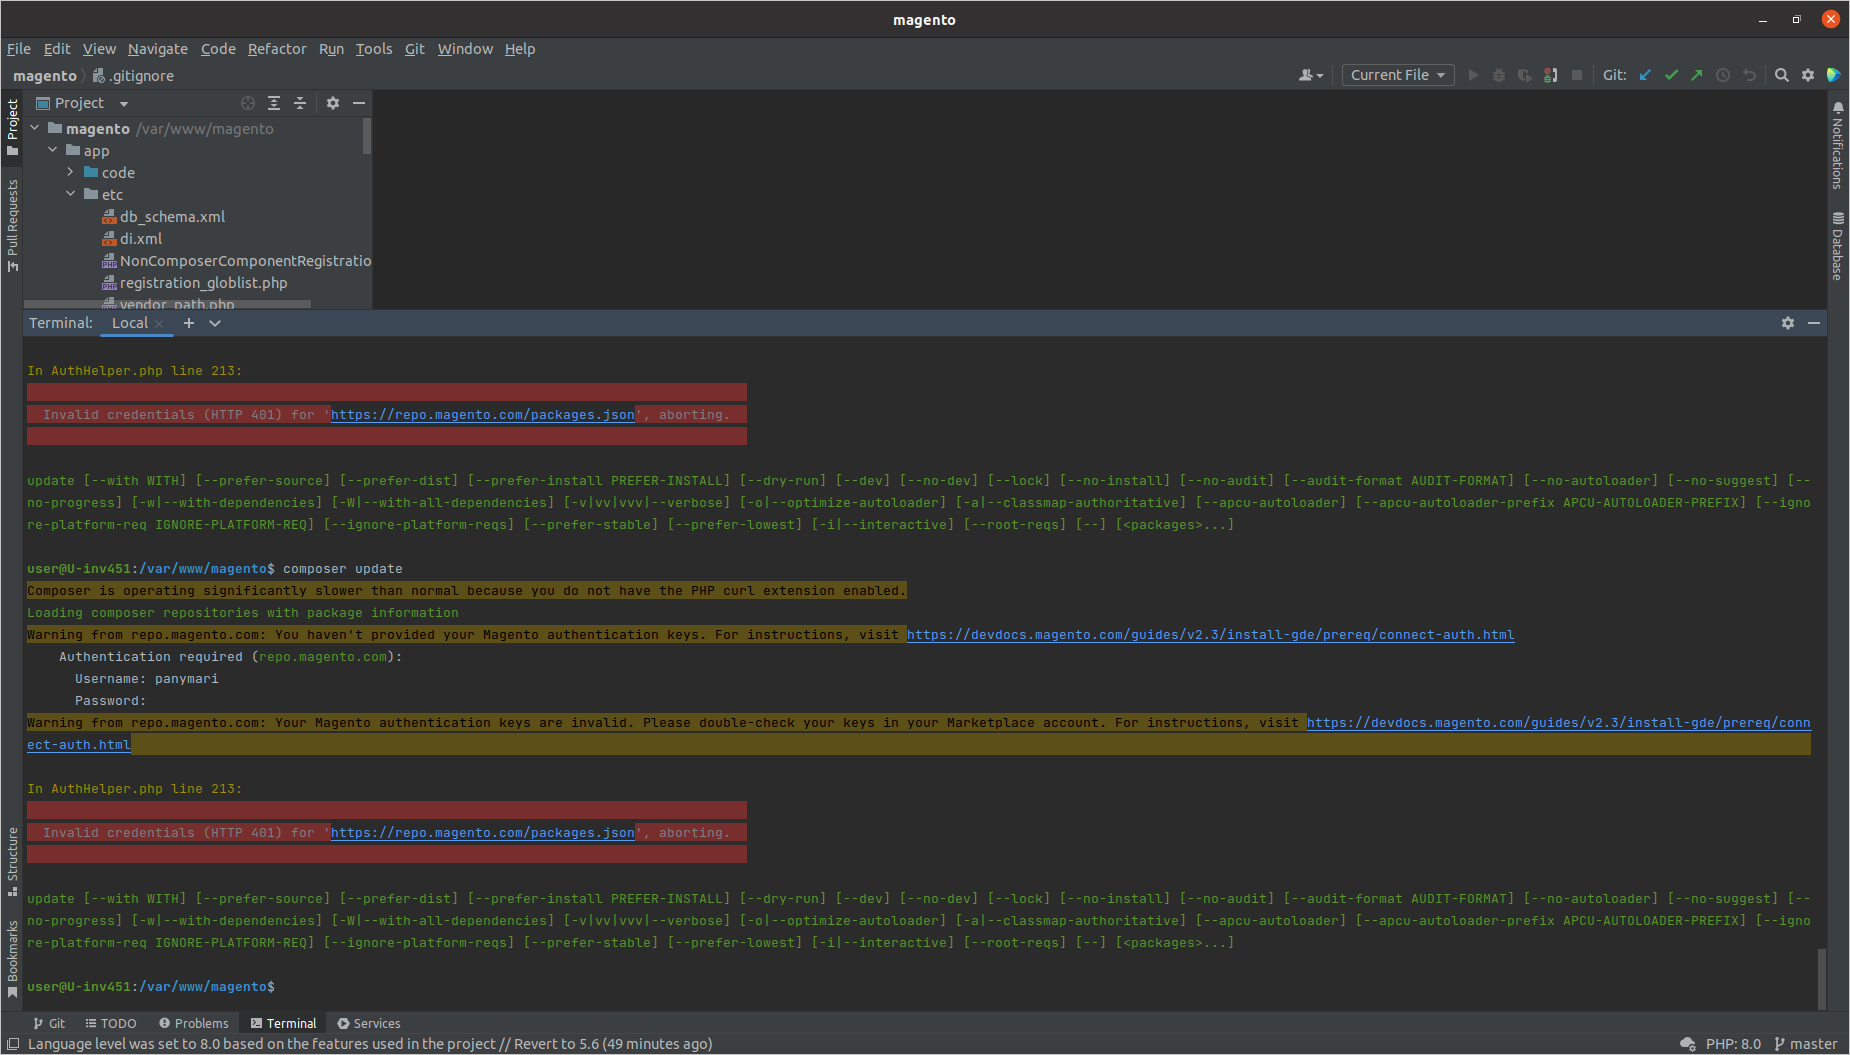 magento
File Edit View Navigate Code Refactor Run Tools Git Window Help
magento .gitignore Current File Git:
Project
magento /var/www/magento
app
code
etc
db_schema.xml
di.xml
NonComposerComponentRegistratio
registration_globlist.php
vendor_path.php
Project
Pull Requests
Structure
Bookmarks
Notifications
Database
Terminal: Local
In AuthHelper.php line 213:
Invalid credentials (HTTP 401) for 'https://repo.magento.com/packages.json', aborting.
update [--with WITH] [--prefer-source] [--prefer-dist] [--prefer-install PREFER-INSTALL] [--dry-run] [--dev] [--no-dev] [--lock] [--no-install] [--no-audit] [--audit-format AUDIT-FORMAT] [--no-autoloader] [--no-suggest] [--
no-progress] [-w|--with-dependencies] [-W|--with-all-dependencies] [-v|vv|vvv|--verbose] [-o|--optimize-autoloader] [-a|--classmap-authoritative] [--apcu-autoloader] [--apcu-autoloader-prefix APCU-AUTOLOADER-PREFIX] [--igno
re-platform-req IGNORE-PLATFORM-REQ] [--ignore-platform-reqs] [--prefer-stable] [--prefer-lowest] [-i|--interactive] [--root-reqs] [--] [<packages>...]
user@U-inv451:/var/www/magento$ composer update
Composer is operating significantly slower than normal because you do not have the PHP curl extension enabled.
Loading composer repositories with package information
Warning from repo.magento.com: You haven't provided your Magento authentication keys. For instructions, visit https://devdocs.magento.com/guides/v2.3/install-gde/prereq/connect-auth.html
Authentication required (repo.magento.com):
Username: panymari
Password:
Warning from repo.magento.com: Your Magento authentication keys are invalid. Please double-check your keys in your Marketplace account. For instructions, visit https://devdocs.magento.com/guides/v2.3/install-gde/prereq/conn
ect-auth.html
In AuthHelper.php line 213:
Invalid credentials (HTTP 401) for 'https://repo.magento.com/packages.json', aborting.
update [--with WITH] [--prefer-source] [--prefer-dist] [--prefer-install PREFER-INSTALL] [--dry-run] [--dev] [--no-dev] [--lock] [--no-install] [--no-audit] [--audit-format AUDIT-FORMAT] [--no-autoloader] [--no-suggest] [--
no-progress] [-w|--with-dependencies] [-W|--with-all-dependencies] [-v|vv|vvv|--verbose] [-o|--optimize-autoloader] [-a|--classmap-authoritative] [--apcu-autoloader] [--apcu-autoloader-prefix APCU-AUTOLOADER-PREFIX] [--igno
re-platform-req IGNORE-PLATFORM-REQ] [--ignore-platform-reqs] [--prefer-stable] [--prefer-lowest] [-i|--interactive] [--root-reqs] [--] [<packages>...]
user@U-inv451:/var/www/magento$
Git TODO Problems Terminal Services
Language level was set to 8.0 based on the features used in the project // Revert to 5.6 (49 minutes ago) PHP: 8.0 master